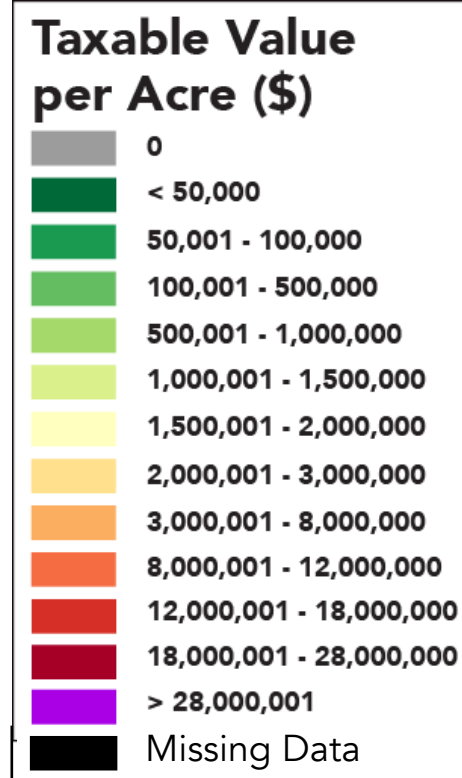 Taxable Value
per Acre ($)
0
< 50,000
50,001 - 100,000
100,001 - 500,000
500,001 - 1,000,000
1,000,001 - 1,500,000
1,500,001 - 2,000,000
2,000,001 - 3,000,000
3,000,001 - 8,000,000
8,000,001 - 12,000,000
12,000,001 - 18,000,000
18,000,001 - 28,000,000
> 28,000,001
Missing Data